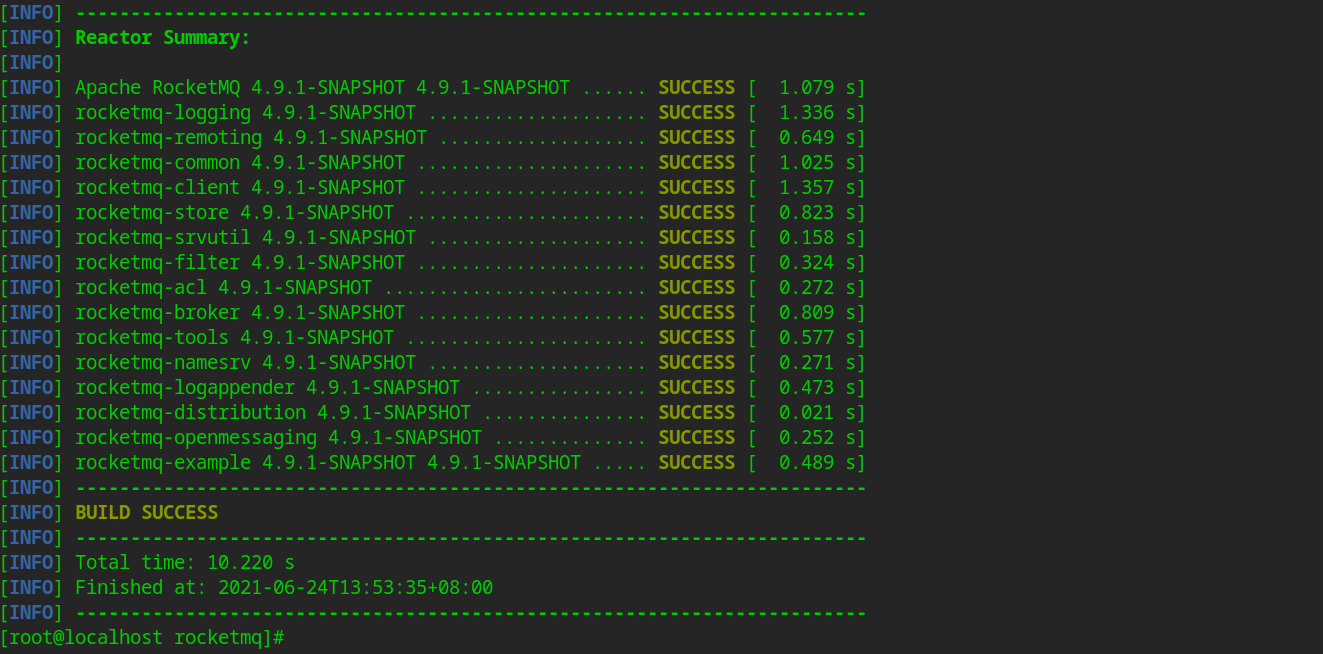 [INFO] ------------------------------------------------------------------------
[INFO] Reactor Summary:
[INFO]
[INFO] Apache RocketMQ 4.9.1-SNAPSHOT 4.9.1-SNAPSHOT ...... SUCCESS [  1.079 s]
[INFO] rocketmq-logging 4.9.1-SNAPSHOT .................... SUCCESS [  1.336 s]
[INFO] rocketmq-remoting 4.9.1-SNAPSHOT ................... SUCCESS [  0.649 s]
[INFO] rocketmq-common 4.9.1-SNAPSHOT ..................... SUCCESS [  1.025 s]
[INFO] rocketmq-client 4.9.1-SNAPSHOT ..................... SUCCESS [  1.357 s]
[INFO] rocketmq-store 4.9.1-SNAPSHOT ...................... SUCCESS [  0.823 s]
[INFO] rocketmq-srvutil 4.9.1-SNAPSHOT .................... SUCCESS [  0.158 s]
[INFO] rocketmq-filter 4.9.1-SNAPSHOT ..................... SUCCESS [  0.324 s]
[INFO] rocketmq-acl 4.9.1-SNAPSHOT ........................ SUCCESS [  0.272 s]
[INFO] rocketmq-broker 4.9.1-SNAPSHOT ..................... SUCCESS [  0.809 s]
[INFO] rocketmq-tools 4.9.1-SNAPSHOT ...................... SUCCESS [  0.577 s]
[INFO] rocketmq-namesrv 4.9.1-SNAPSHOT .................... SUCCESS [  0.271 s]
[INFO] rocketmq-logappender 4.9.1-SNAPSHOT ................ SUCCESS [  0.473 s]
[INFO] rocketmq-distribution 4.9.1-SNAPSHOT ............... SUCCESS [  0.021 s]
[INFO] rocketmq-openmessaging 4.9.1-SNAPSHOT .............. SUCCESS [  0.252 s]
[INFO] rocketmq-example 4.9.1-SNAPSHOT 4.9.1-SNAPSHOT ..... SUCCESS [  0.489 s]
[INFO] ------------------------------------------------------------------------
[INFO] BUILD SUCCESS
[INFO] ------------------------------------------------------------------------
[INFO] Total time: 10.220 s
[INFO] Finished at: 2021-06-24T13:53:35+08:00
[INFO] ------------------------------------------------------------------------
[root@localhost rocketmq]#